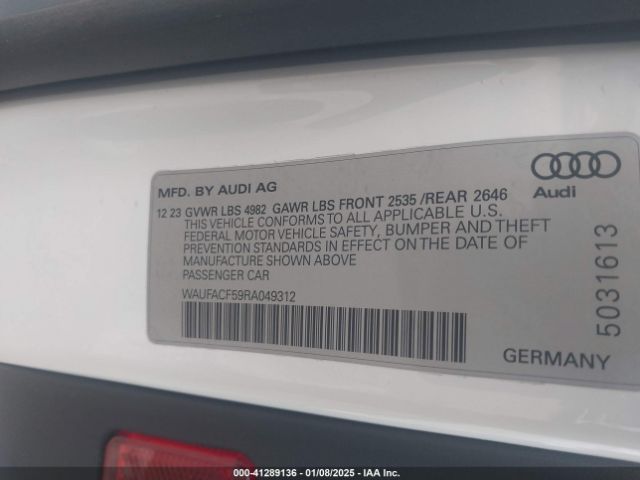 MFD. BY AUDI AG
12 23 GVWR LBS 4982 GAWR LBS FRONT 2535 /REAR 2646
THIS VEHICLE CONFORMS TO ALL APPLICABLE U.S.
FEDERAL MOTOR VEHICLE SAFETY, BUMPER AND THEFT
PREVENTION STANDARDS IN EFFECT ON THE DATE OF
MANUFACTURE SHOWN ABOVE
PASSENGER CAR
WAUFACF59RA049312
Audi
5031613
GERMANY
000-41289136 - 01/08/2025 - IAAI.CA